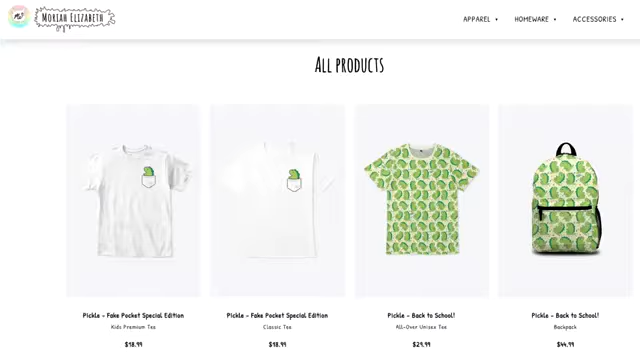 Moriah Elizabeth
APPAREL ▾ HOMEWARE ▾ ACCESSORIES ▾
All products
Pickle - Fake Pocket Special Edition
Kids Premium Tee
$18.99
Pickle - Fake Pocket Special Edition
Classic Tee
$18.99
Pickle - Back to School!
All-Over Unisex Tee
$29.99
Pickle - Back to School!
Backpack
$44.99